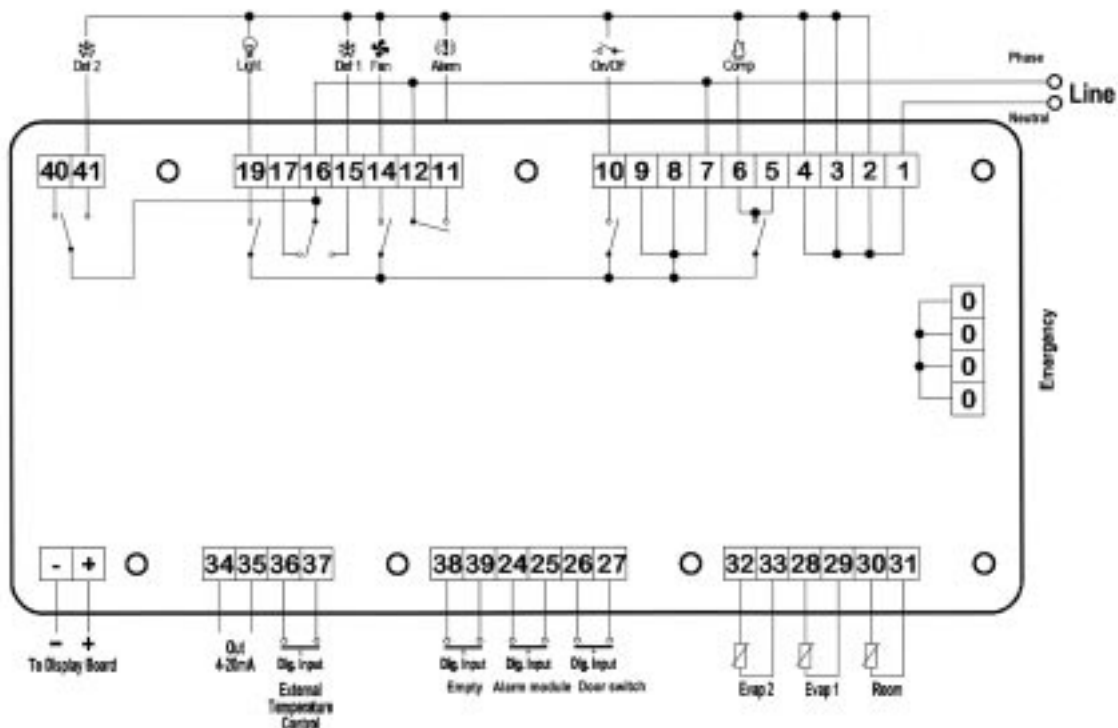 Def 2 Light Def 1 Fan Alarm On/Off Comp
Phase
Line
Neutral
40 41 19 17 16 15 14 12 11 10 9 8 7 6 5 4 3 2 1
0
0
0
0
Emergency
- + 34 35 36 37 38 39 24 25 26 27 32 33 28 29 30 31
- +
To Display Board
Out
4-20mA
Dig. Input
External
Temperature
Control
Dig. Input Dig. Input Dig. Input
Empty Alarm module Door switch
Evap 2 Evap 1 Room